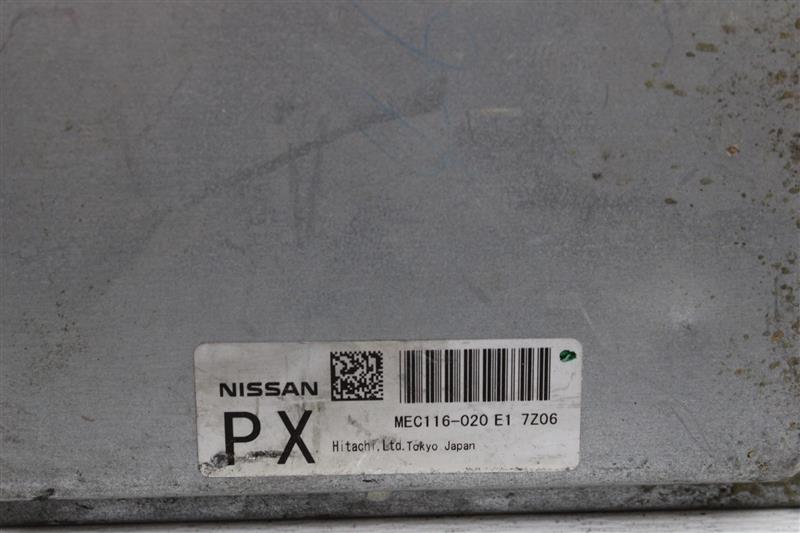 NISSAN
PX
MEC116-020 E1 7Z06
Hitachi,Ltd.Tokyo Japan